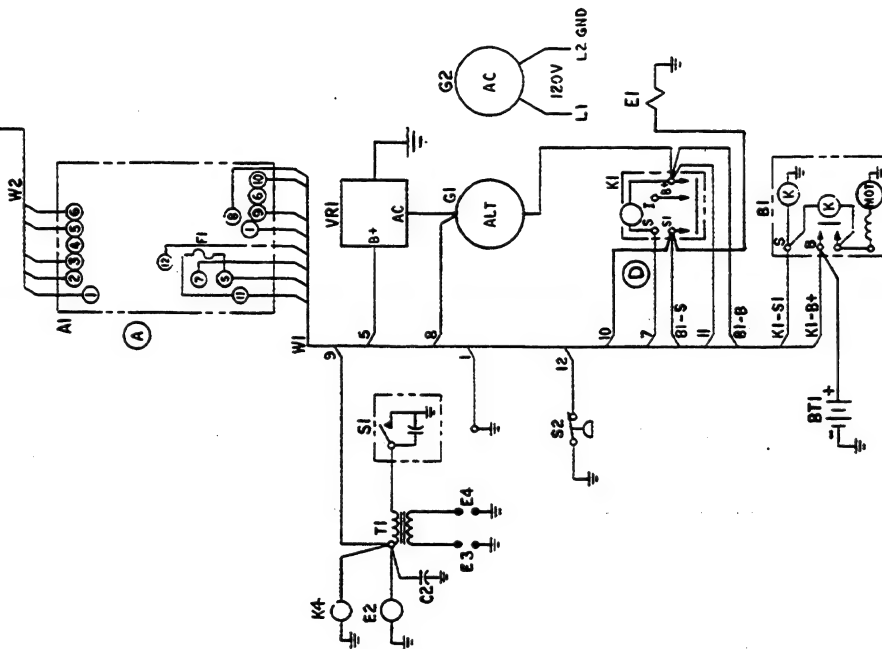 W2
A1
6
5
4
3
2
1
A
8
10
6
9
1
12
F1
7
5
11
W1
VR1
B+
AC
G2
AC
120V
L1
L2 GND
G1
ALT
E1
K1
S
I
B+
S1
D
9
5
8
1
12
10
7
B1-S
11
B1-B
K1-S1
K1-B+
B1
S
B
K
K
MOT
S1
T1
E4
E3
K4
E2
C2
S2
BT1
+
-